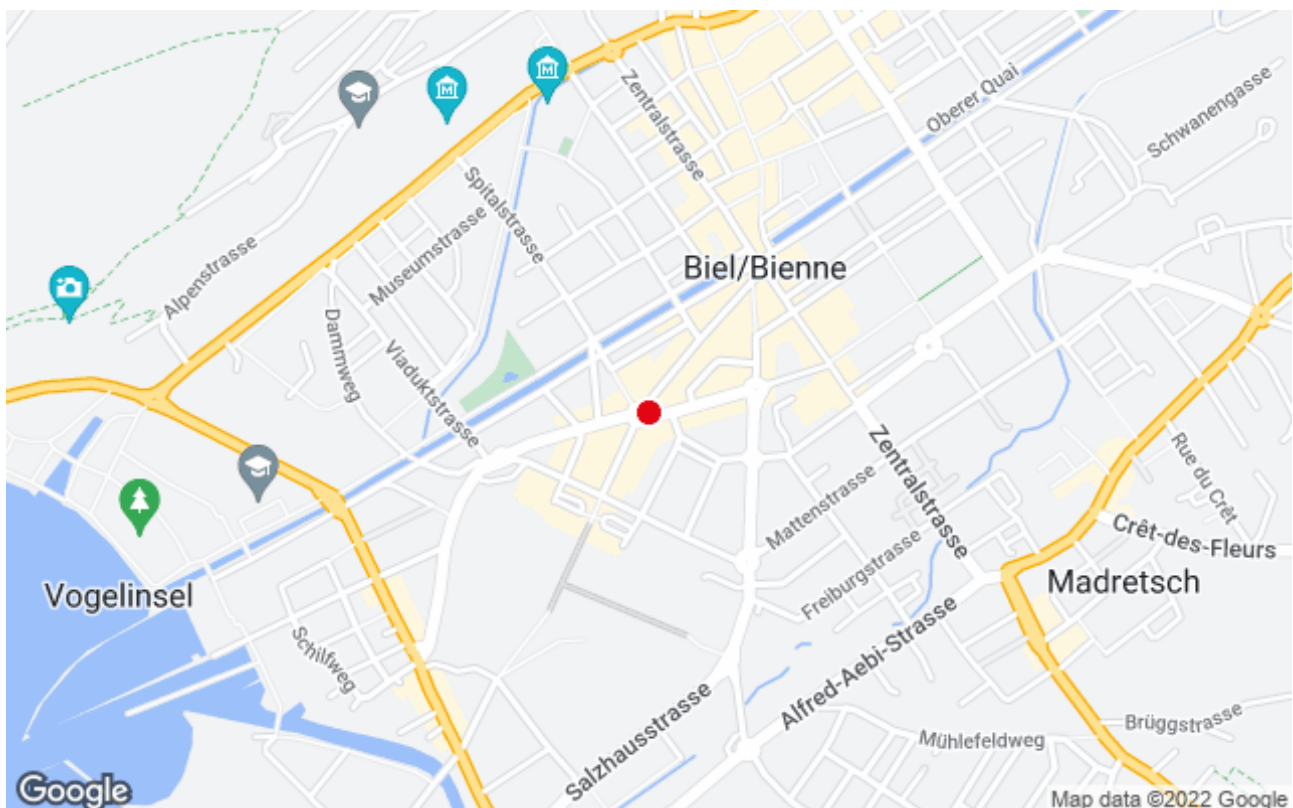 Zentralstrasse
Oberer Quai
Schwanengasse
Spitalstrasse
Museumstrasse
Alpenstrasse
Biel/Bienne
Dammweg
Viaduktstrasse
Zentralstrasse
Rue du Crêt
Mattenstrasse
Crêt-des-Fleurs
Freiburgstrasse
Madretsch
Vogelinsel
Schilfweg
Alfred-Aebi-Strasse
Salzhausstrasse
Brüggstrasse
Mühlefeldweg
Google
Map data ©2022 Google